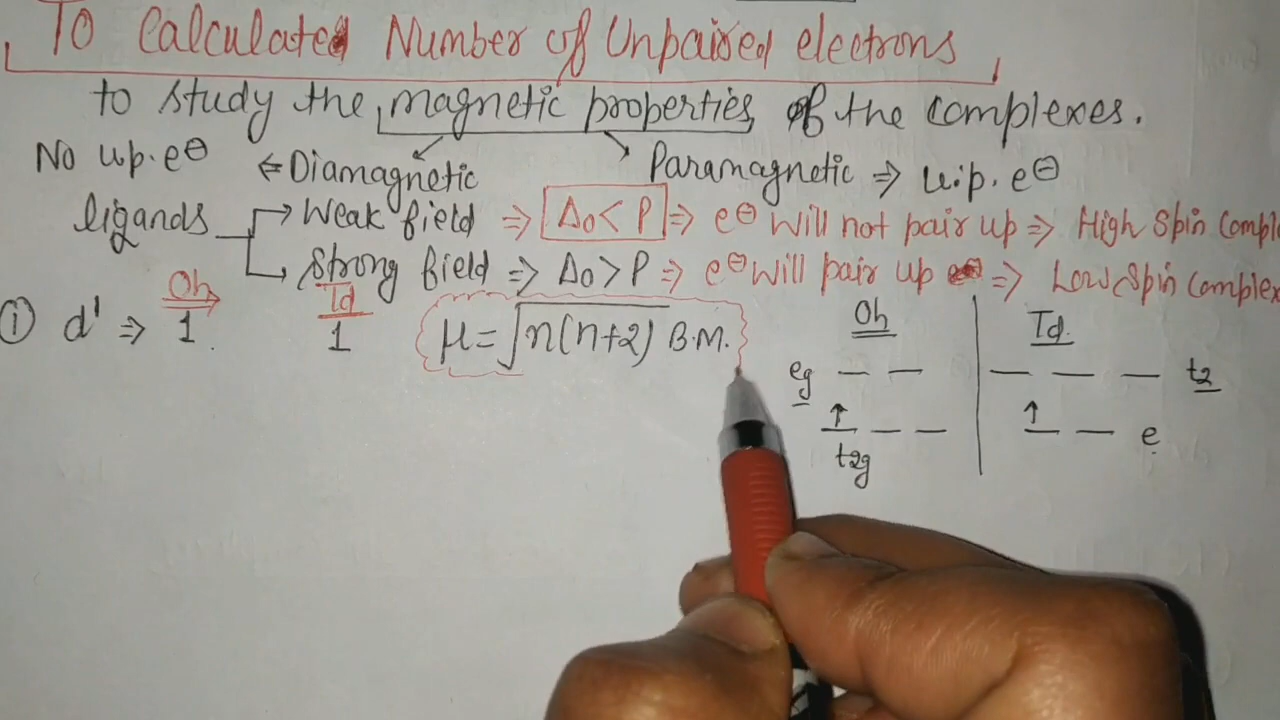 To Calculated Number of Unpaired electrons
to study the magnetic properties of the complexes.
No u.p. e⊖ ⇐ Diamagnetic Paramagnetic ⇒ u.p. e⊖
ligands → Weak field ⇒ Δo < P ⇒ e⊖ will not pair up ⇒ High Spin Compl
→ Strong field ⇒ Δo > P ⇒ e⊖ will pair up ⇒ Low Spin Complex
Oh Td
① d¹ ⇒ 1 1 μ = √n(n+2) B.M.
Oh Td.
eg — — — — — t2
↑ — — ↑ — e
t2g